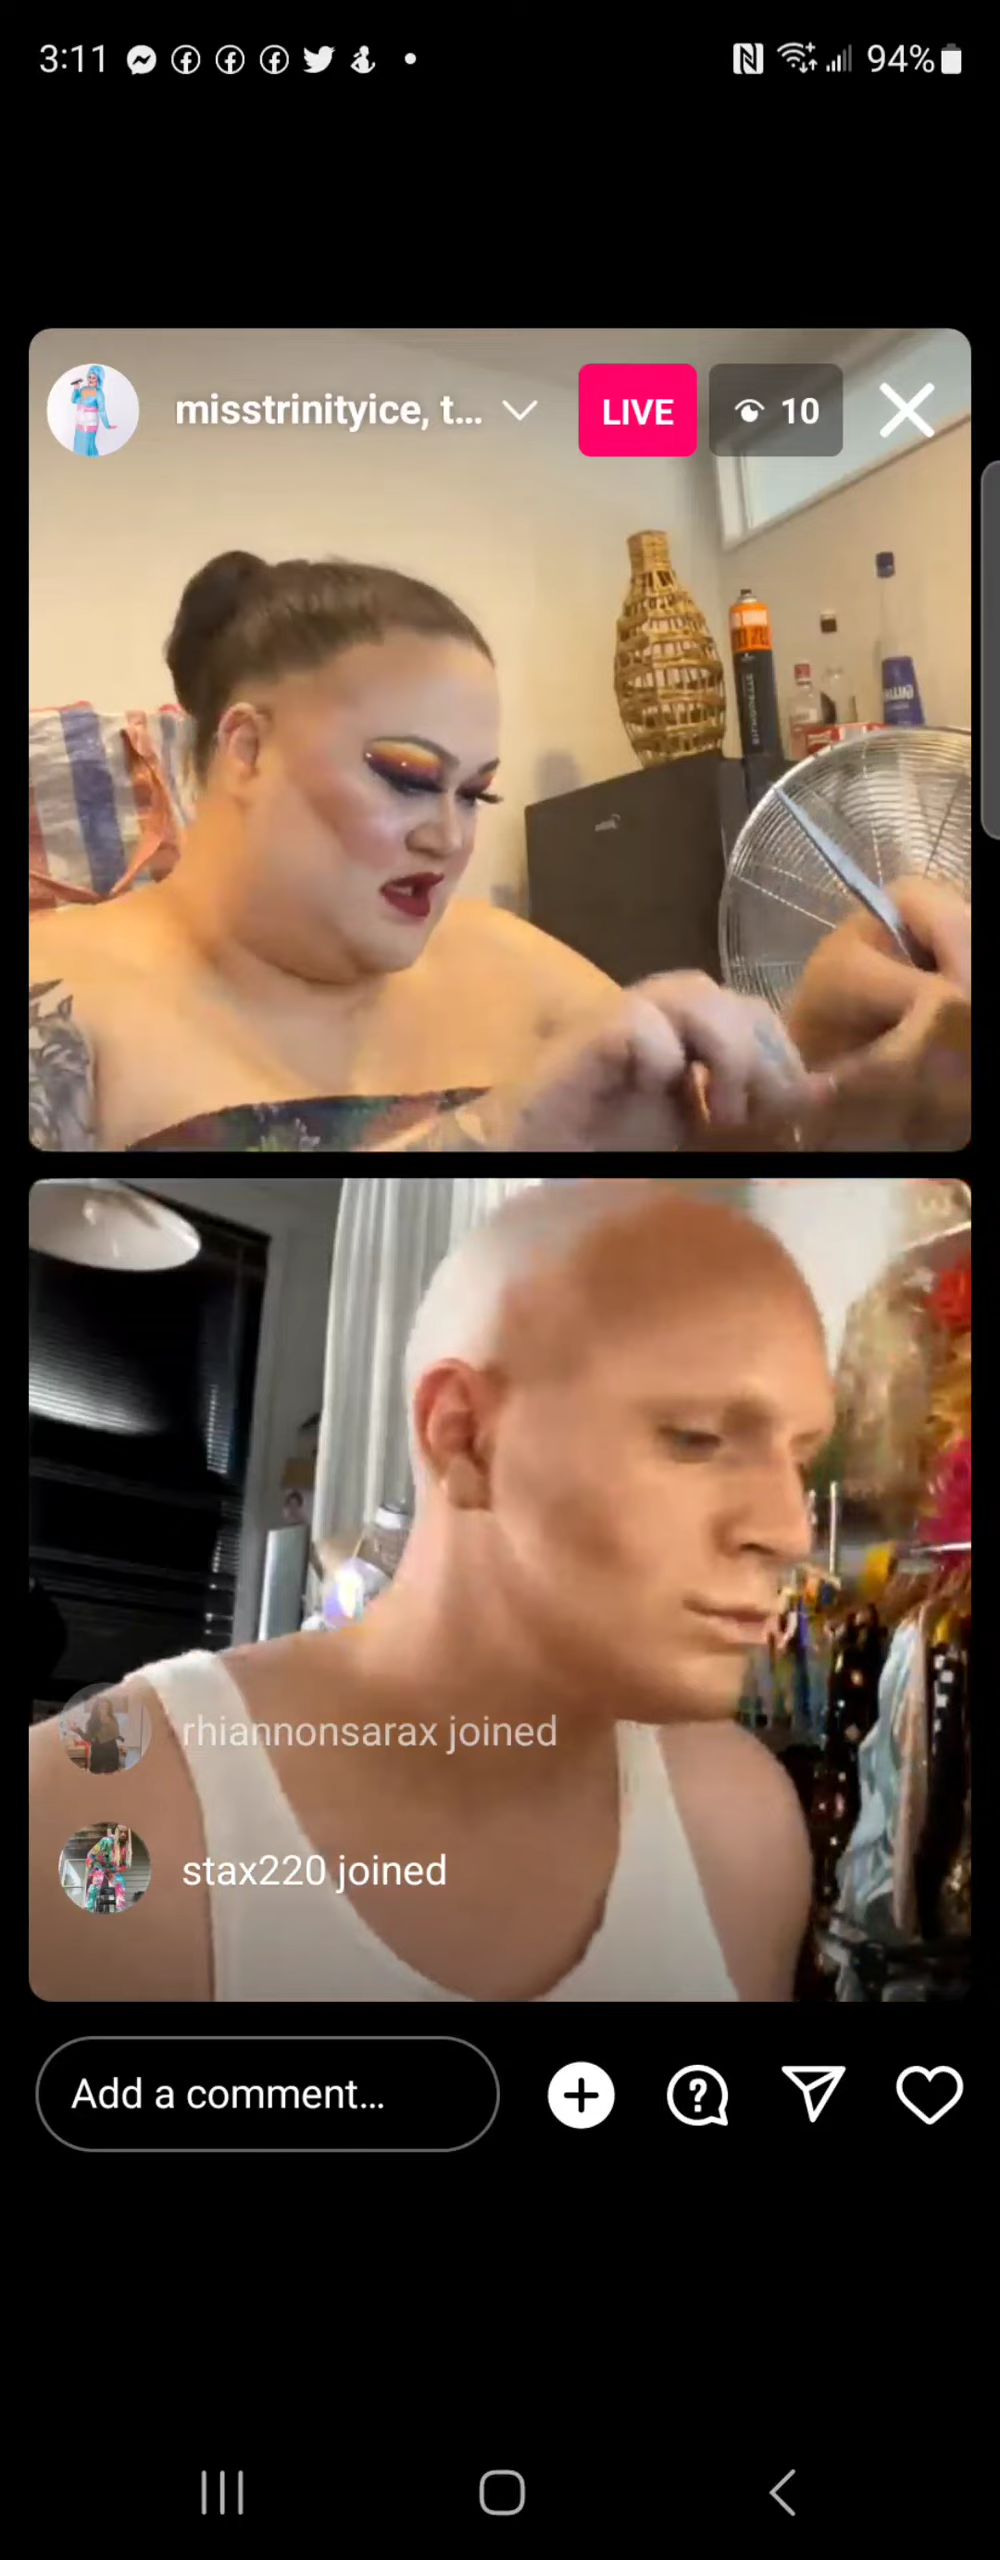 3:11
94%
misstrinityice, t...
LIVE
10
rhiannonsarax joined
stax220 joined
Add a comment...